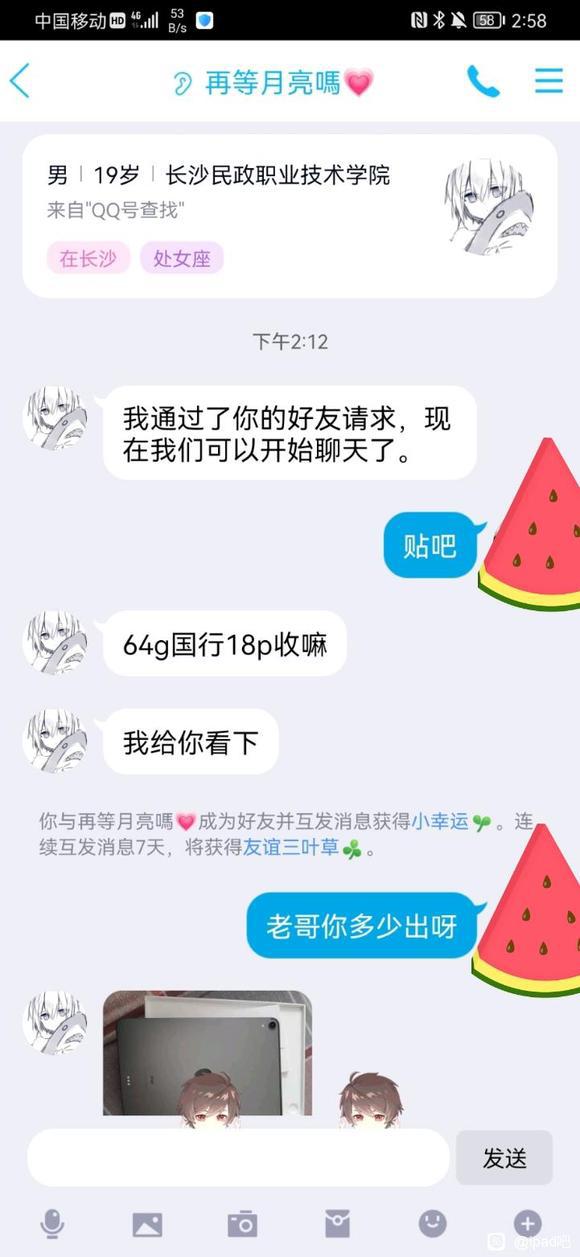 中国移动 HD 4G 53 B/s 58 2:58
再等月亮嗎💗
男 | 19岁 | 长沙民政职业技术学院
来自"QQ号查找"
在长沙 处女座
下午2:12
我通过了你的好友请求，现
在我们可以开始聊天了。
贴吧
64g国行18p收嘛
我给你看下
你与再等月亮嗎💗成为好友并互发消息获得小幸运🌱。连
续互发消息7天，将获得友谊三叶草☘。
老哥你多少出呀
发送
@ipad吧